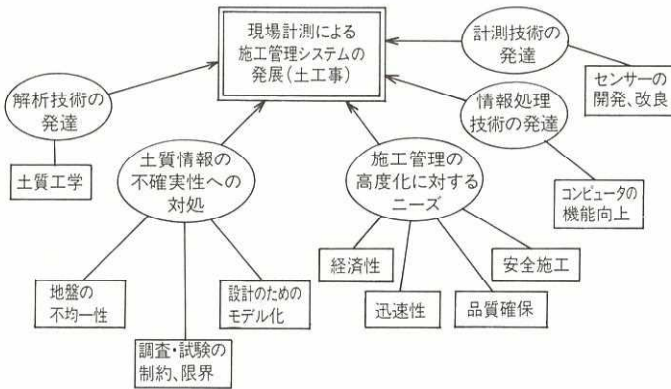 現場計測による
施工管理システムの
発展(土工事)
計測技術の
発達
センサーの
開発、改良
解析技術の
発達
情報処理
技術の発達
土質工学
土質情報の
不確実性への
対処
施工管理の
高度化に対する
ニーズ
コンピュータの
機能向上
経済性
安全施工
地盤の
不均一性
設計のための
モデル化
迅速性
品質確保
調査・試験の
制約、限界